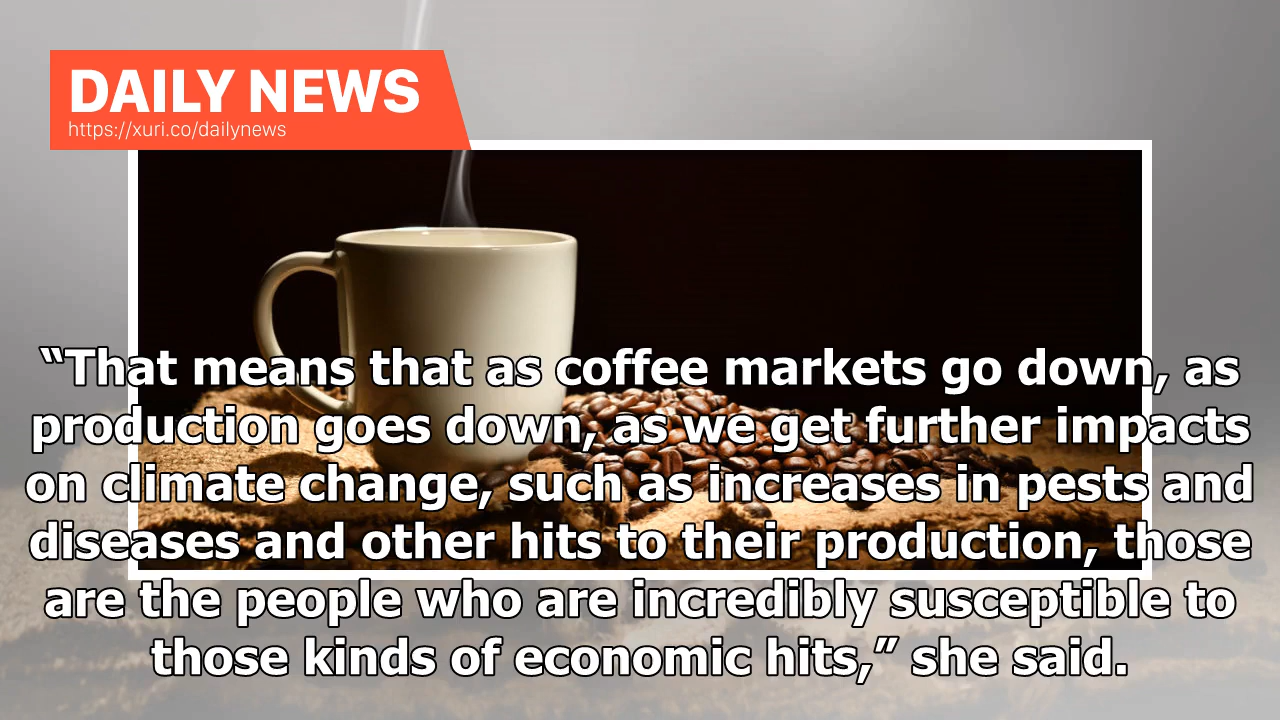 DAILY NEWS
https://xuri.co/dailynews
“That means that as coffee markets go down, as
production goes down, as we get further impacts
on climate change, such as increases in pests and
diseases and other hits to their production, those
are the people who are incredibly susceptible to
those kinds of economic hits,” she said.